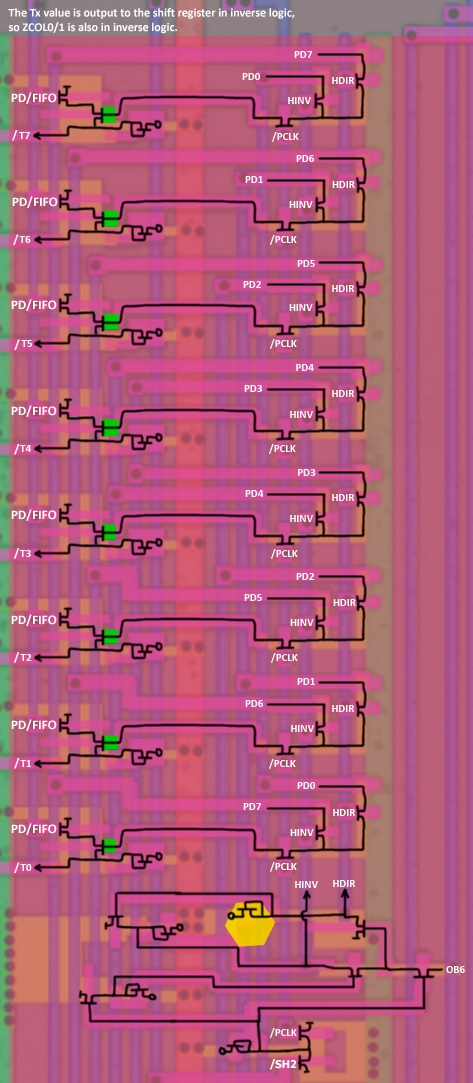 The Tx value is output to the shift register in inverse logic,
so ZCOL0/1 is also in inverse logic.
PD7
PD0
HDIR
PD/FIFO
HINV
/T7
/PCLK
PD6
PD1
HDIR
PD/FIFO
HINV
/T6
/PCLK
PD5
PD2
HDIR
PD/FIFO
HINV
/T5
/PCLK
PD4
PD3
HDIR
PD/FIFO
HINV
/T4
/PCLK
PD3
PD4
HDIR
PD/FIFO
HINV
/T3
/PCLK
PD2
PD5
HDIR
PD/FIFO
HINV
/T2
/PCLK
PD1
PD6
HDIR
PD/FIFO
HINV
/T1
/PCLK
PD0
PD7
HDIR
PD/FIFO
HINV
/T0
/PCLK
HINV
HDIR
OB6
/PCLK
/SH2